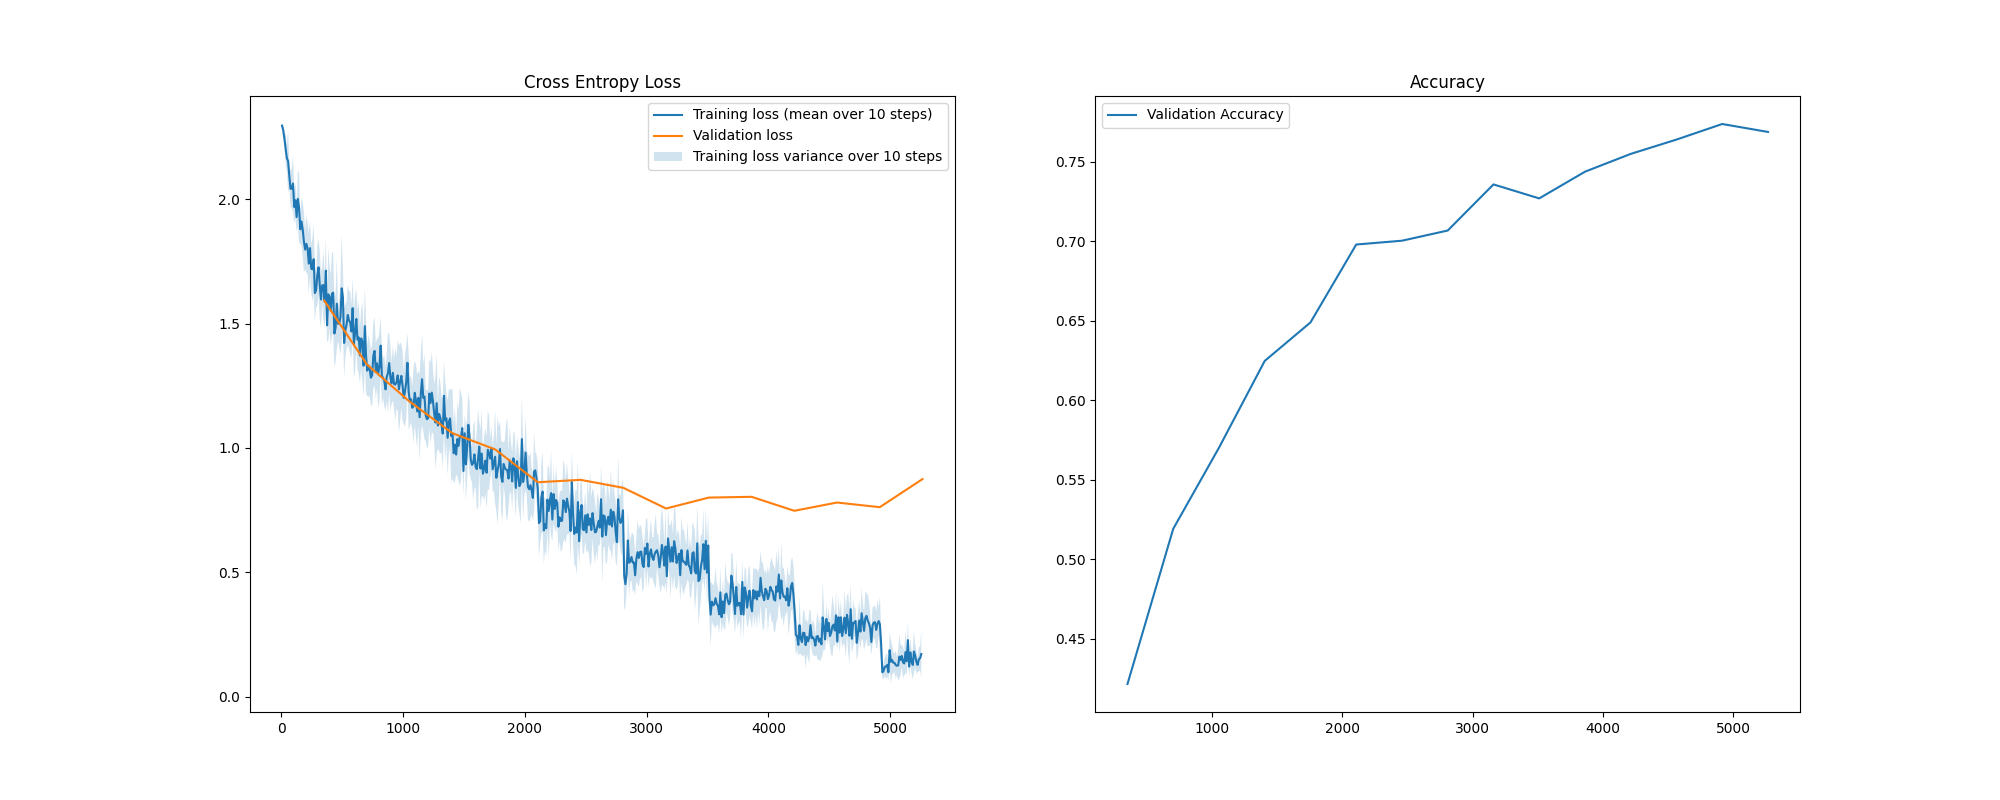 Cross Entropy Loss
Training loss (mean over 10 steps)
Validation loss
Training loss variance over 10 steps
2.0
1.5
1.0
0.5
0.0
0 1000 2000 3000 4000 5000
Accuracy
Validation Accuracy
0.75
0.70
0.65
0.60
0.55
0.50
0.45
1000 2000 3000 4000 5000